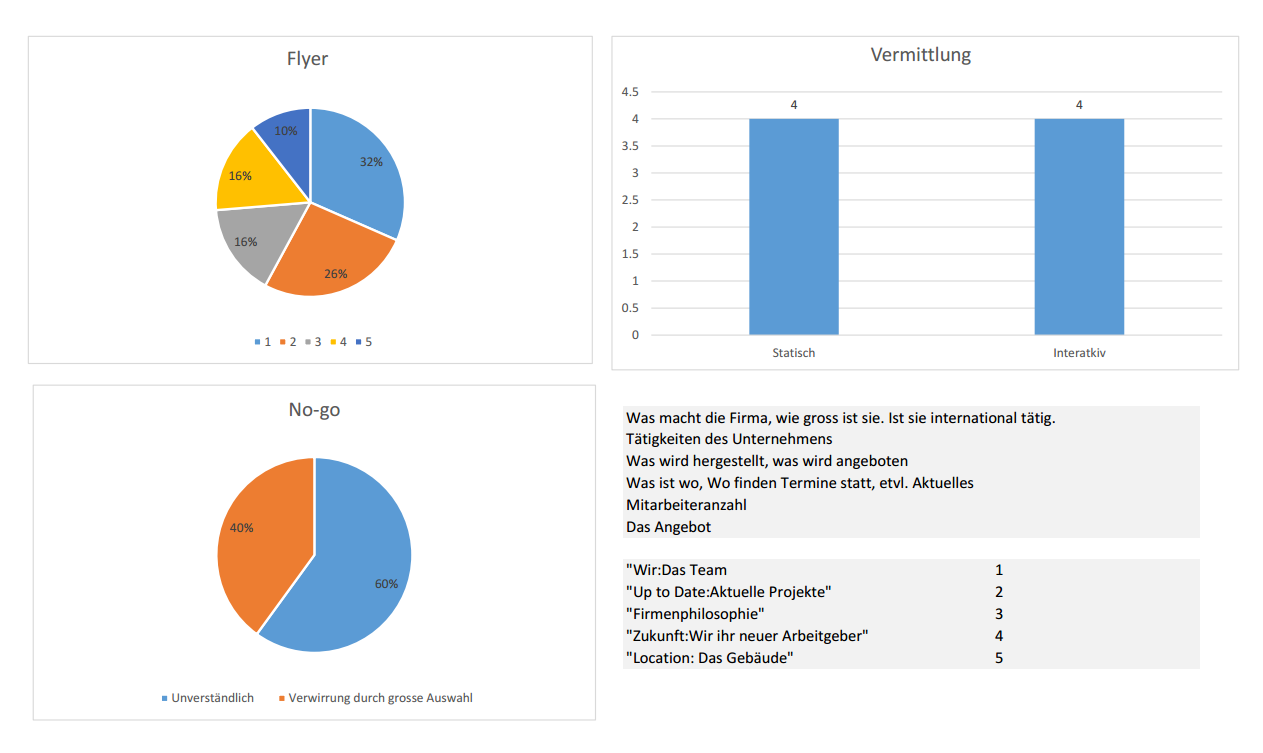 Flyer
10%
32%
16%
16%
26%
1 2 3 4 5
Vermittlung
4.5
4
3.5
3
2.5
2
1.5
1
0.5
0
4 4
Statisch Interatkiv
No-go
40%
60%
Unverständlich Verwirrung durch grosse Auswahl
Was macht die Firma, wie gross ist sie. Ist sie international tätig.
Tätigkeiten des Unternehmens
Was wird hergestellt, was wird angeboten
Was ist wo, Wo finden Termine statt, etvl. Aktuelles
Mitarbeiteranzahl
Das Angebot
"Wir:Das Team 1
"Up to Date:Aktuelle Projekte" 2
"Firmenphilosophie" 3
"Zukunft:Wir ihr neuer Arbeitgeber" 4
"Location: Das Gebäude" 5